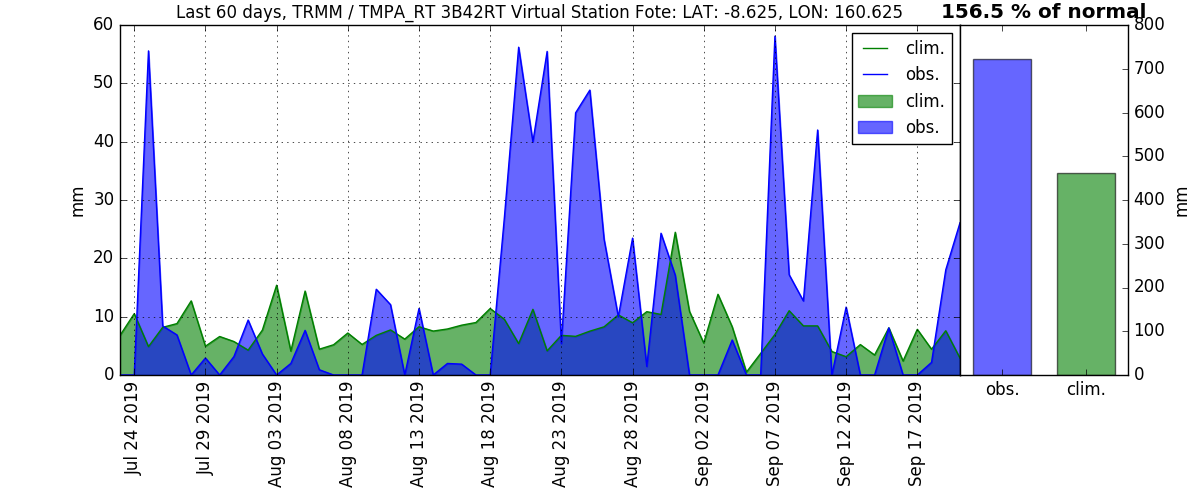 Last 60 days, TRMM / TMPA_RT 3B42RT Virtual Station Fote: LAT: -8.625, LON: 160.625
156.5 % of normal
60
50
40
30
20
10
0
mm
clim.
obs.
clim.
obs.
800
700
600
500
400
300
200
100
0
mm
Jul 24 2019
Jul 29 2019
Aug 03 2019
Aug 08 2019
Aug 13 2019
Aug 18 2019
Aug 23 2019
Aug 28 2019
Sep 02 2019
Sep 07 2019
Sep 12 2019
Sep 17 2019
obs.
clim.